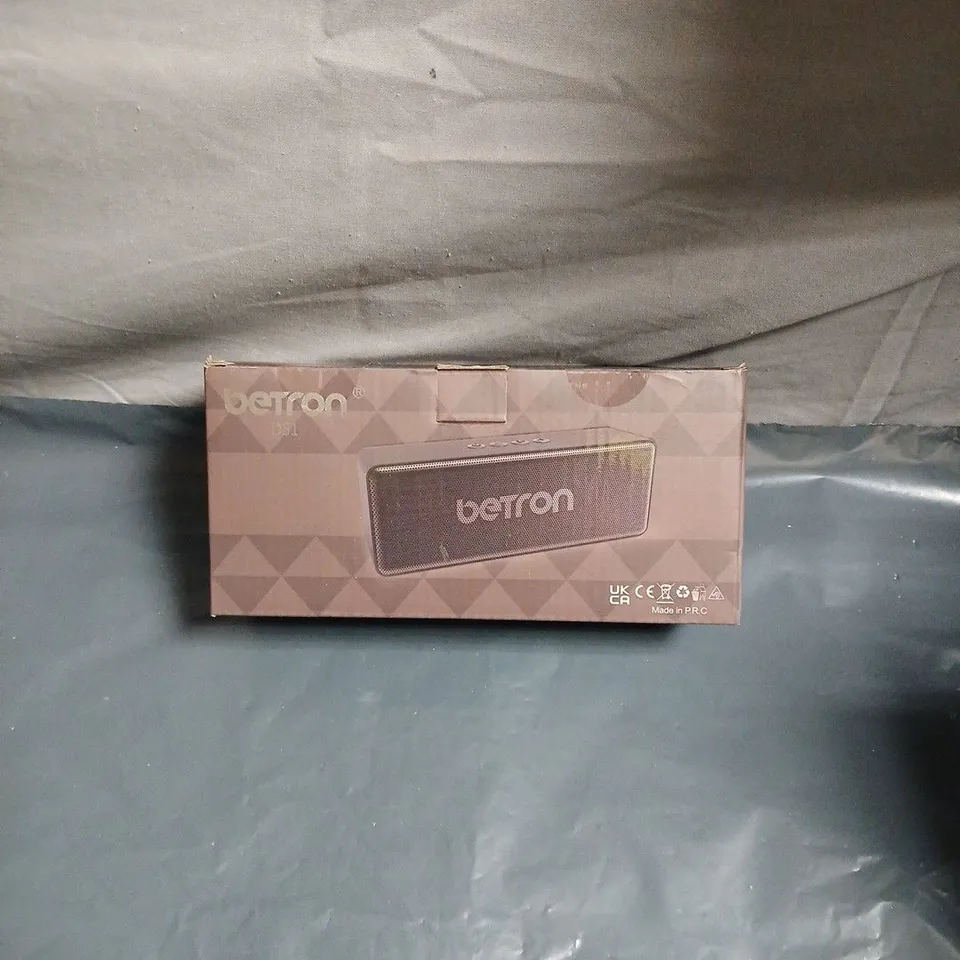 betron®
DS1
betron
UK
CA CE
Made in P.R.C